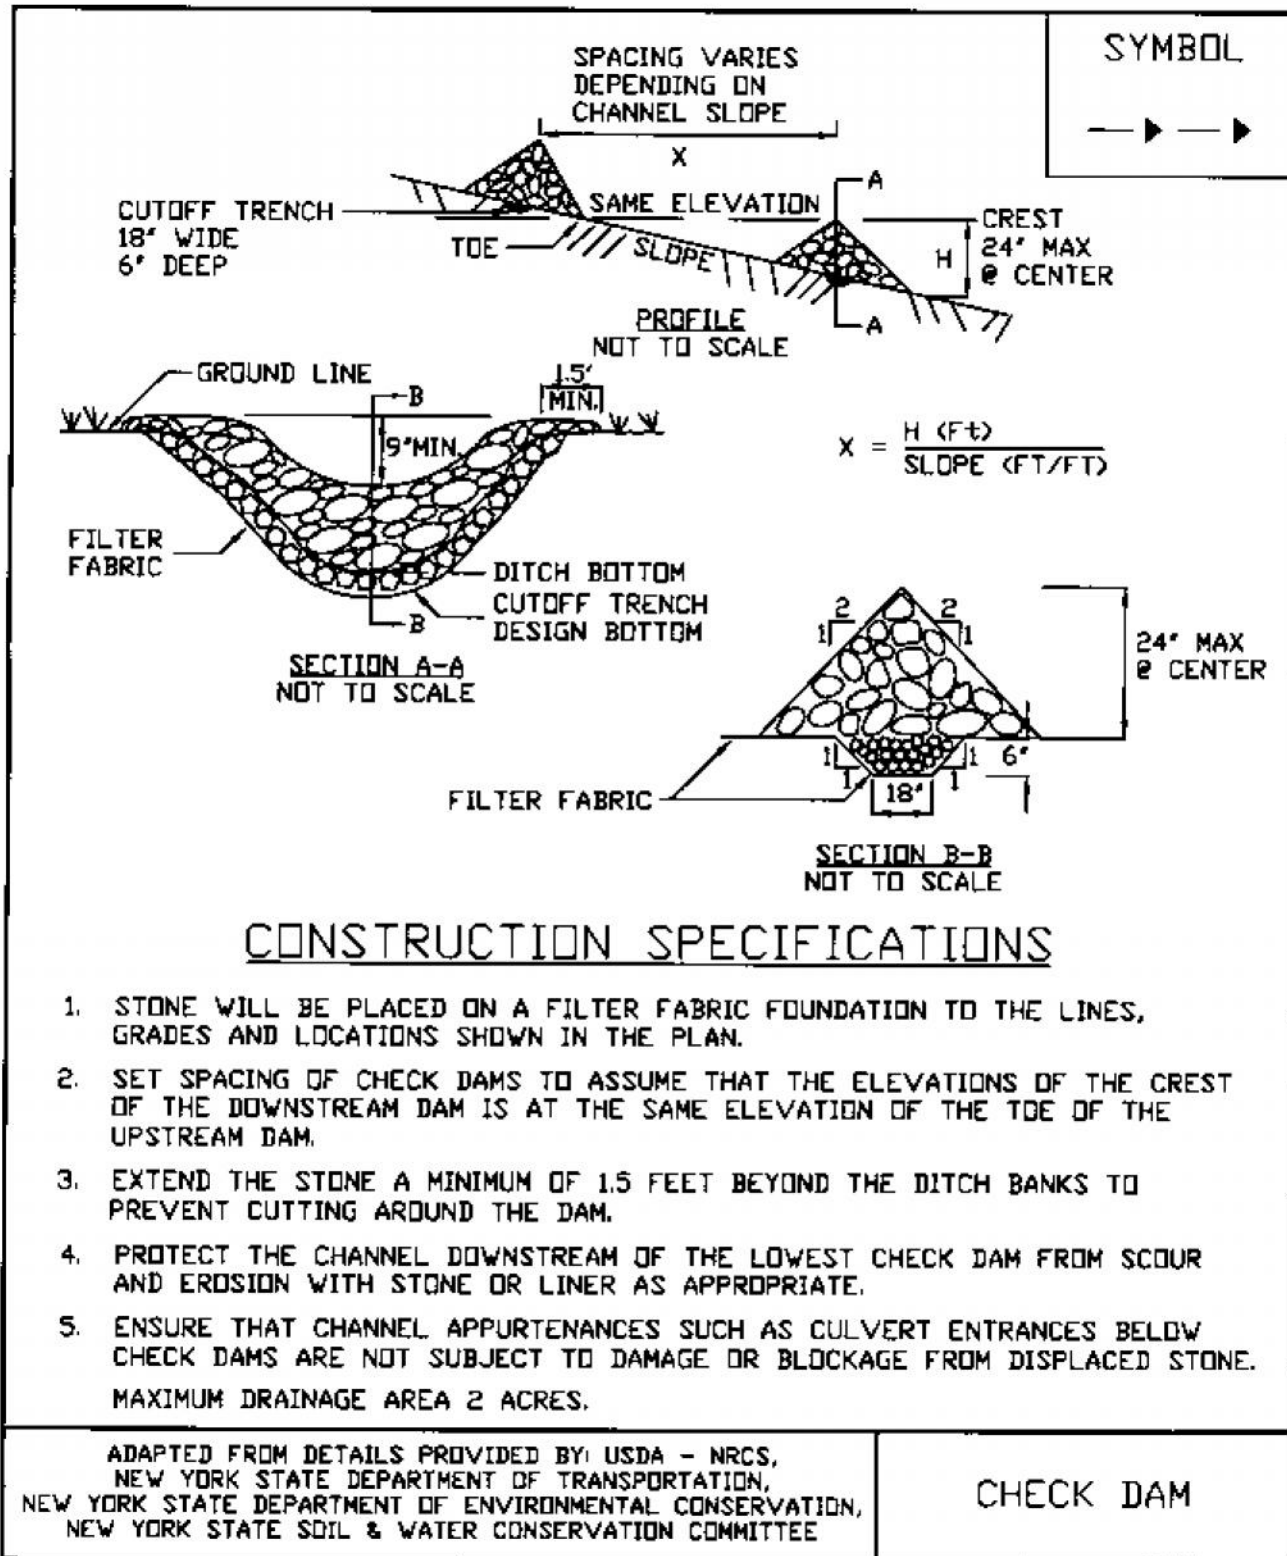 SYMBOL
SPACING VARIES
DEPENDING ON
CHANNEL SLOPE
X
A
CUTOFF TRENCH
18" WIDE
6" DEEP
SAME ELEVATION
TOE
SLOPE
H
CREST
24" MAX
@ CENTER
A
PROFILE
NOT TO SCALE
GROUND LINE
B
1.5'
MIN.
9"MIN.
X = H (Ft)
SLOPE (FT/FT)
FILTER
FABRIC
DITCH BOTTOM
CUTOFF TRENCH
DESIGN BOTTOM
B
SECTION A-A
NOT TO SCALE
2
1
2
1
24" MAX
@ CENTER
1
1
1
1
6"
18"
FILTER FABRIC
SECTION B-B
NOT TO SCALE
CONSTRUCTION SPECIFICATIONS
1. STONE WILL BE PLACED ON A FILTER FABRIC FOUNDATION TO THE LINES,
GRADES AND LOCATIONS SHOWN IN THE PLAN.
2. SET SPACING OF CHECK DAMS TO ASSUME THAT THE ELEVATIONS OF THE CREST
OF THE DOWNSTREAM DAM IS AT THE SAME ELEVATION OF THE TOE OF THE
UPSTREAM DAM.
3. EXTEND THE STONE A MINIMUM OF 1.5 FEET BEYOND THE DITCH BANKS TO
PREVENT CUTTING AROUND THE DAM.
4. PROTECT THE CHANNEL DOWNSTREAM OF THE LOWEST CHECK DAM FROM SCOUR
AND EROSION WITH STONE OR LINER AS APPROPRIATE.
5. ENSURE THAT CHANNEL APPURTENANCES SUCH AS CULVERT ENTRANCES BELOW
CHECK DAMS ARE NOT SUBJECT TO DAMAGE OR BLOCKAGE FROM DISPLACED STONE.
MAXIMUM DRAINAGE AREA 2 ACRES.
ADAPTED FROM DETAILS PROVIDED BY: USDA - NRCS,
NEW YORK STATE DEPARTMENT OF TRANSPORTATION,
NEW YORK STATE DEPARTMENT OF ENVIRONMENTAL CONSERVATION,
NEW YORK STATE SOIL & WATER CONSERVATION COMMITTEE
CHECK DAM